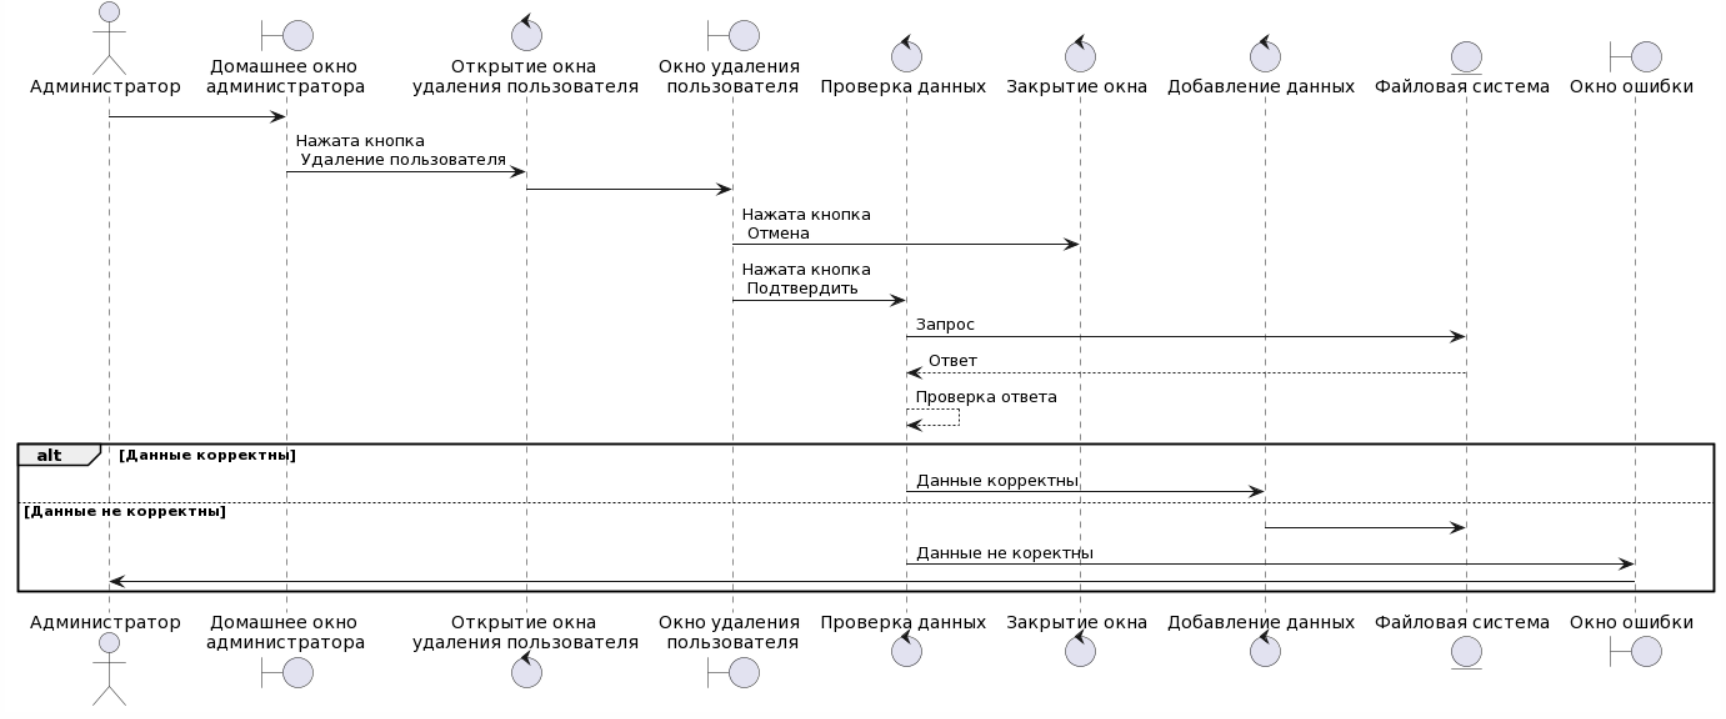 Администратор
Домашнее окно
администратора
Открытие окна
удаления пользователя
Окно удаления
пользователя
Проверка данных
Закрытие окна
Добавление данных
Файловая система
Окно ошибки
Нажата кнопка
Удаление пользователя
Нажата кнопка
Отмена
Нажата кнопка
Подтвердить
Запрос
Ответ
Проверка ответа
alt [Данные корректны]
Данные корректны
[Данные не корректны]
Данные не коректны
Администратор
Домашнее окно
администратора
Открытие окна
удаления пользователя
Окно удаления
пользователя
Проверка данных
Закрытие окна
Добавление данных
Файловая система
Окно ошибки